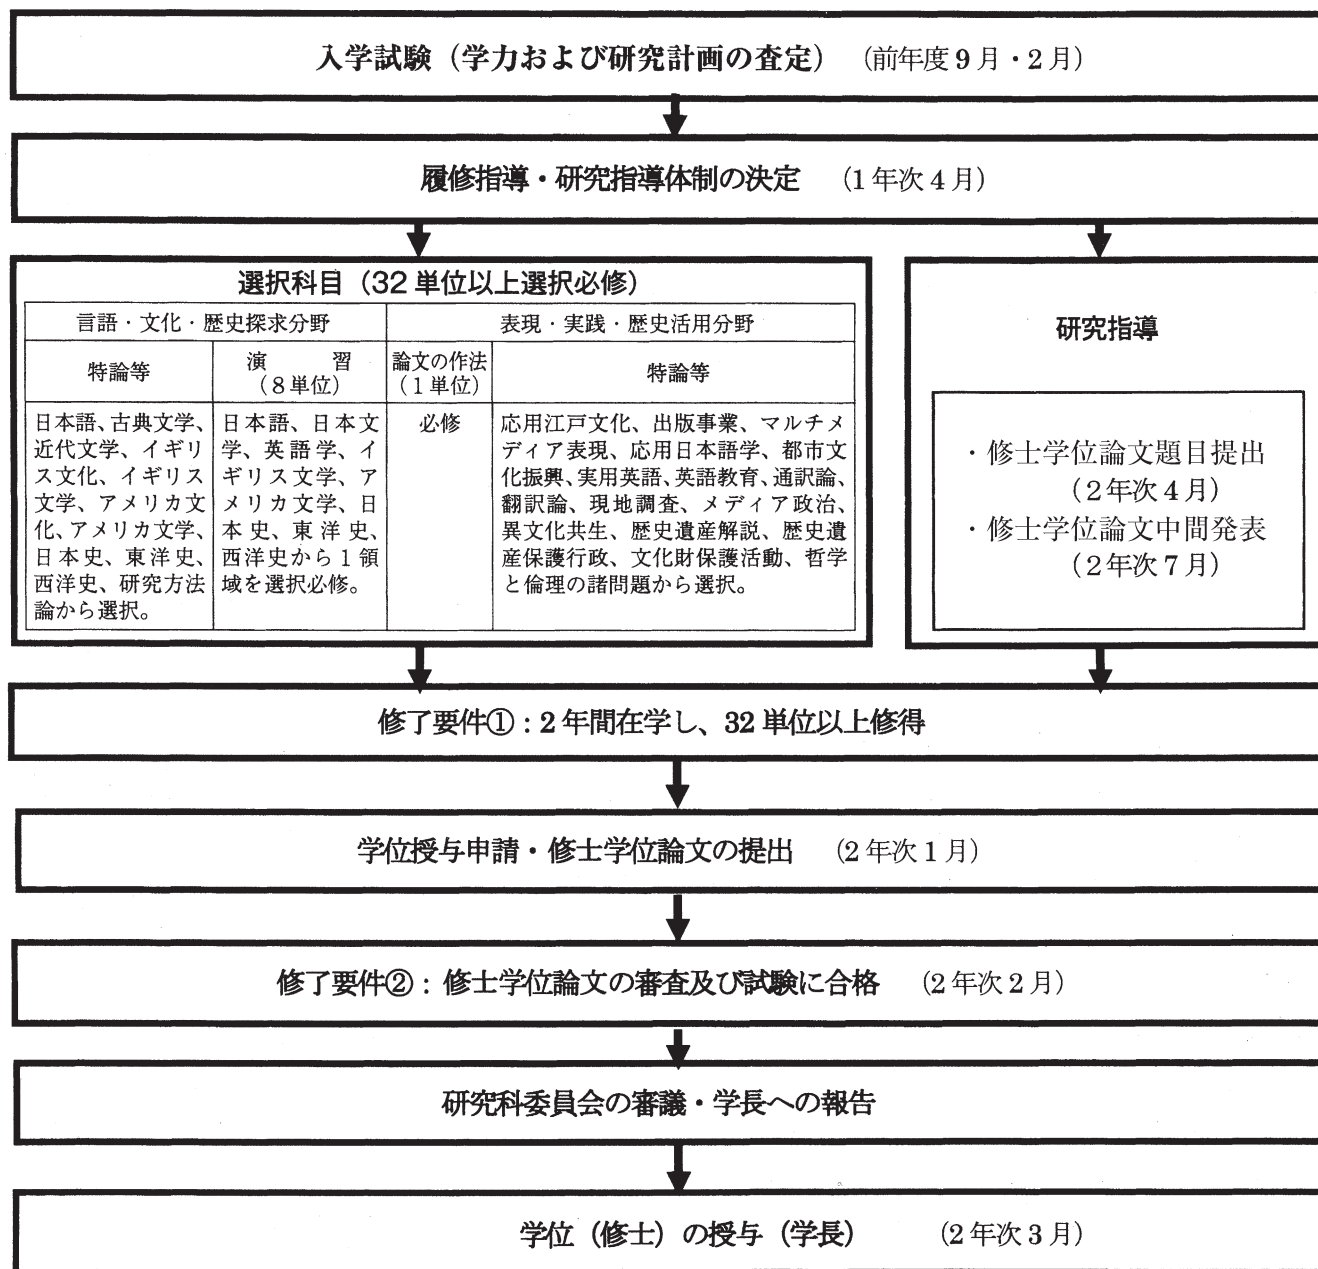 入学試験（学力および研究計画の査定）　（前年度9月・2月）
履修指導・研究指導体制の決定　（1年次4月）
選択科目（32単位以上選択必修）
言語・文化・歴史探求分野
表現・実践・歴史活用分野
特論等
演　習
（8単位）
論文の作法
（1単位）
特論等
日本語、古典文学、
近代文学、イギリ
ス文化、イギリス
文学、アメリカ文
化、アメリカ文学、
日本史、東洋史、
西洋史、研究方法
論から選択。
日本語、日本文
学、英語学、イ
ギリス文学、ア
メリカ文学、日
本史、東洋史、
西洋史から1領
域を選択必修。
必修
応用江戸文化、出版事業、マルチメ
ディア表現、応用日本語学、都市文
化振興、実用英語、英語教育、通訳論、
翻訳論、現地調査、メディア政治、
異文化共生、歴史遺産解説、歴史遺
産保護行政、文化財保護活動、哲学
と倫理の諸問題から選択。
研究指導
・修士学位論文題目提出
（2年次4月）
・修士学位論文中間発表
（2年次7月）
修了要件①：2年間在学し、32単位以上修得
学位授与申請・修士学位論文の提出　（2年次1月）
修了要件②：修士学位論文の審査及び試験に合格　（2年次2月）
研究科委員会の審議・学長への報告
学位（修士）の授与（学長）　（2年次3月）